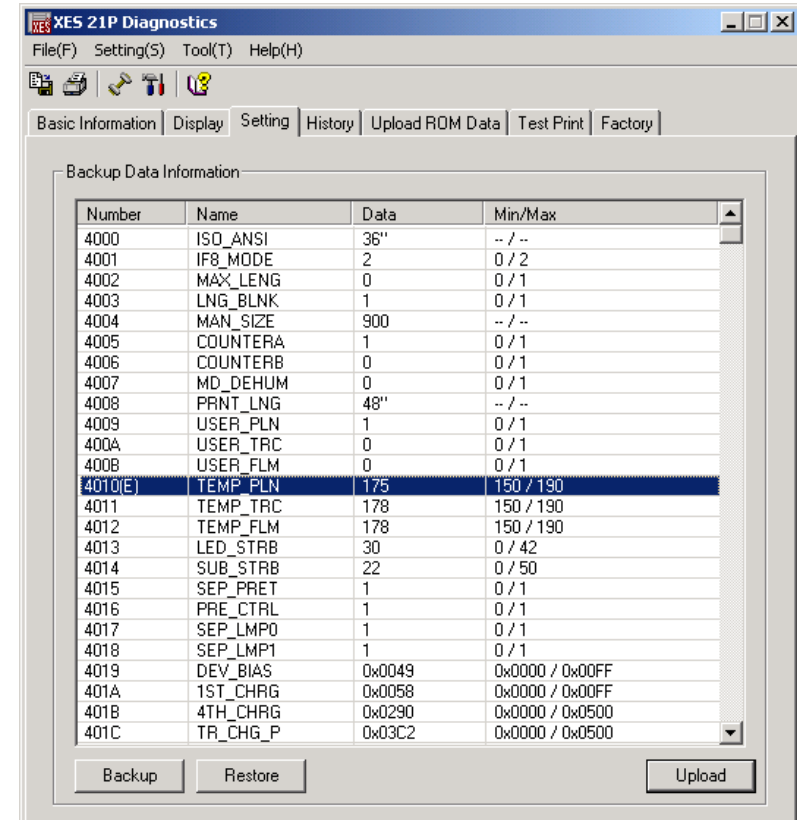 XES 21P Diagnostics
File(F) Setting(S) Tool(T) Help(H)
Basic Information Display Setting History Upload ROM Data Test Print Factory
Backup Data Information
Number Name Data Min/Max
4000 ISO_ANSI 36" -- / --
4001 IF8_MODE 2 0 / 2
4002 MAX_LENG 0 0 / 1
4003 LNG_BLNK 1 0 / 1
4004 MAN_SIZE 900 -- / --
4005 COUNTERA 1 0 / 1
4006 COUNTERB 0 0 / 1
4007 MD_DEHUM 0 0 / 1
4008 PRNT_LNG 48" -- / --
4009 USER_PLN 1 0 / 1
400A USER_TRC 0 0 / 1
400B USER_FLM 0 0 / 1
4010(E) TEMP_PLN 175 150 / 190
4011 TEMP_TRC 178 150 / 190
4012 TEMP_FLM 178 150 / 190
4013 LED_STRB 30 0 / 42
4014 SUB_STRB 22 0 / 50
4015 SEP_PRET 1 0 / 1
4016 PRE_CTRL 1 0 / 1
4017 SEP_LMP0 1 0 / 1
4018 SEP_LMP1 1 0 / 1
4019 DEV_BIAS 0x0049 0x0000 / 0x00FF
401A 1ST_CHRG 0x0058 0x0000 / 0x00FF
401B 4TH_CHRG 0x0290 0x0000 / 0x0500
401C TR_CHG_P 0x03C2 0x0000 / 0x0500
Backup Restore Upload